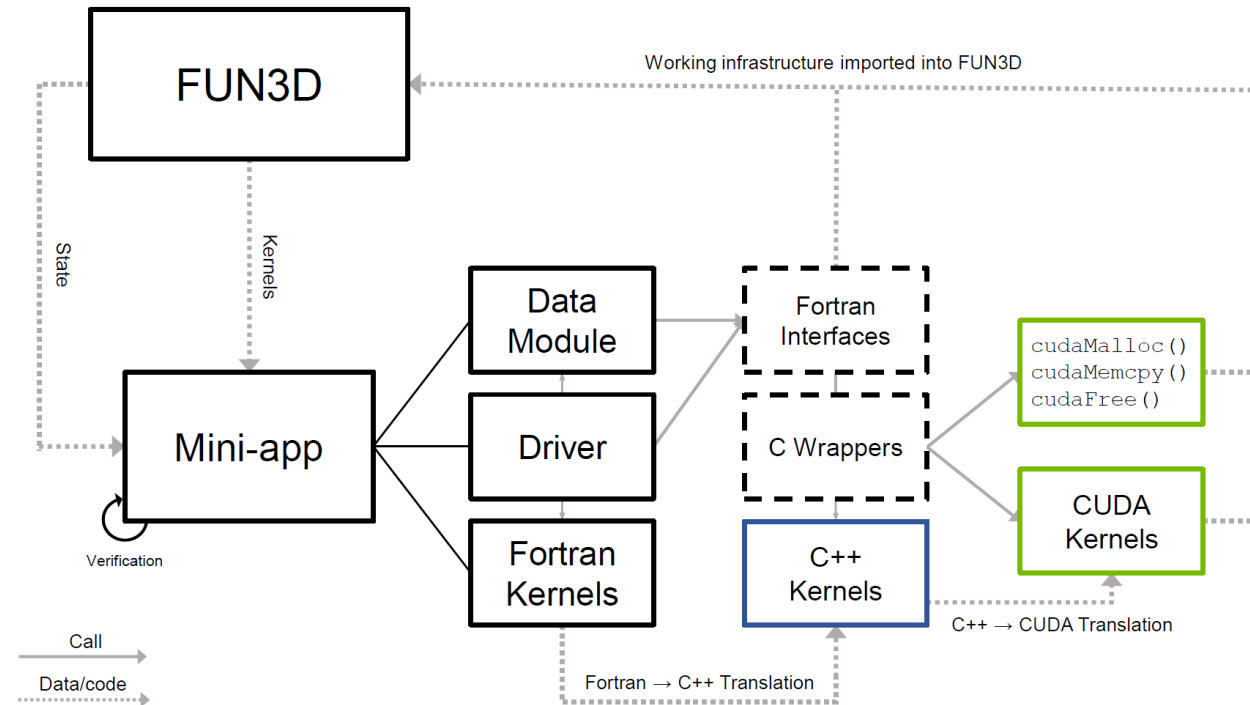 FUN3D
Working infrastructure imported into FUN3D
State
Kernels
Data
Module
Fortran
Interfaces
cudaMalloc()
cudaMemcpy()
cudaFree()
Mini-app
Driver
C Wrappers
Verification
Fortran
Kernels
C++
Kernels
CUDA
Kernels
C++ → CUDA Translation
Call
Data/code
Fortran → C++ Translation